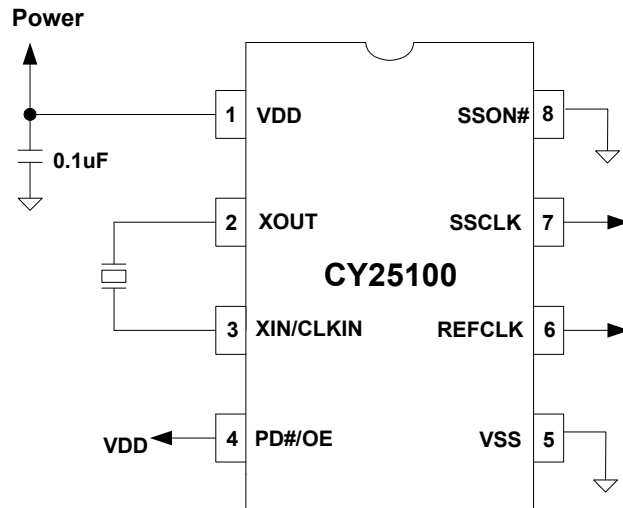 Power
1 VDD SSON# 8
0.1uF
2 XOUT SSCLK 7
CY25100
3 XIN/CLKIN REFCLK 6
VDD 4 PD#/OE VSS 5